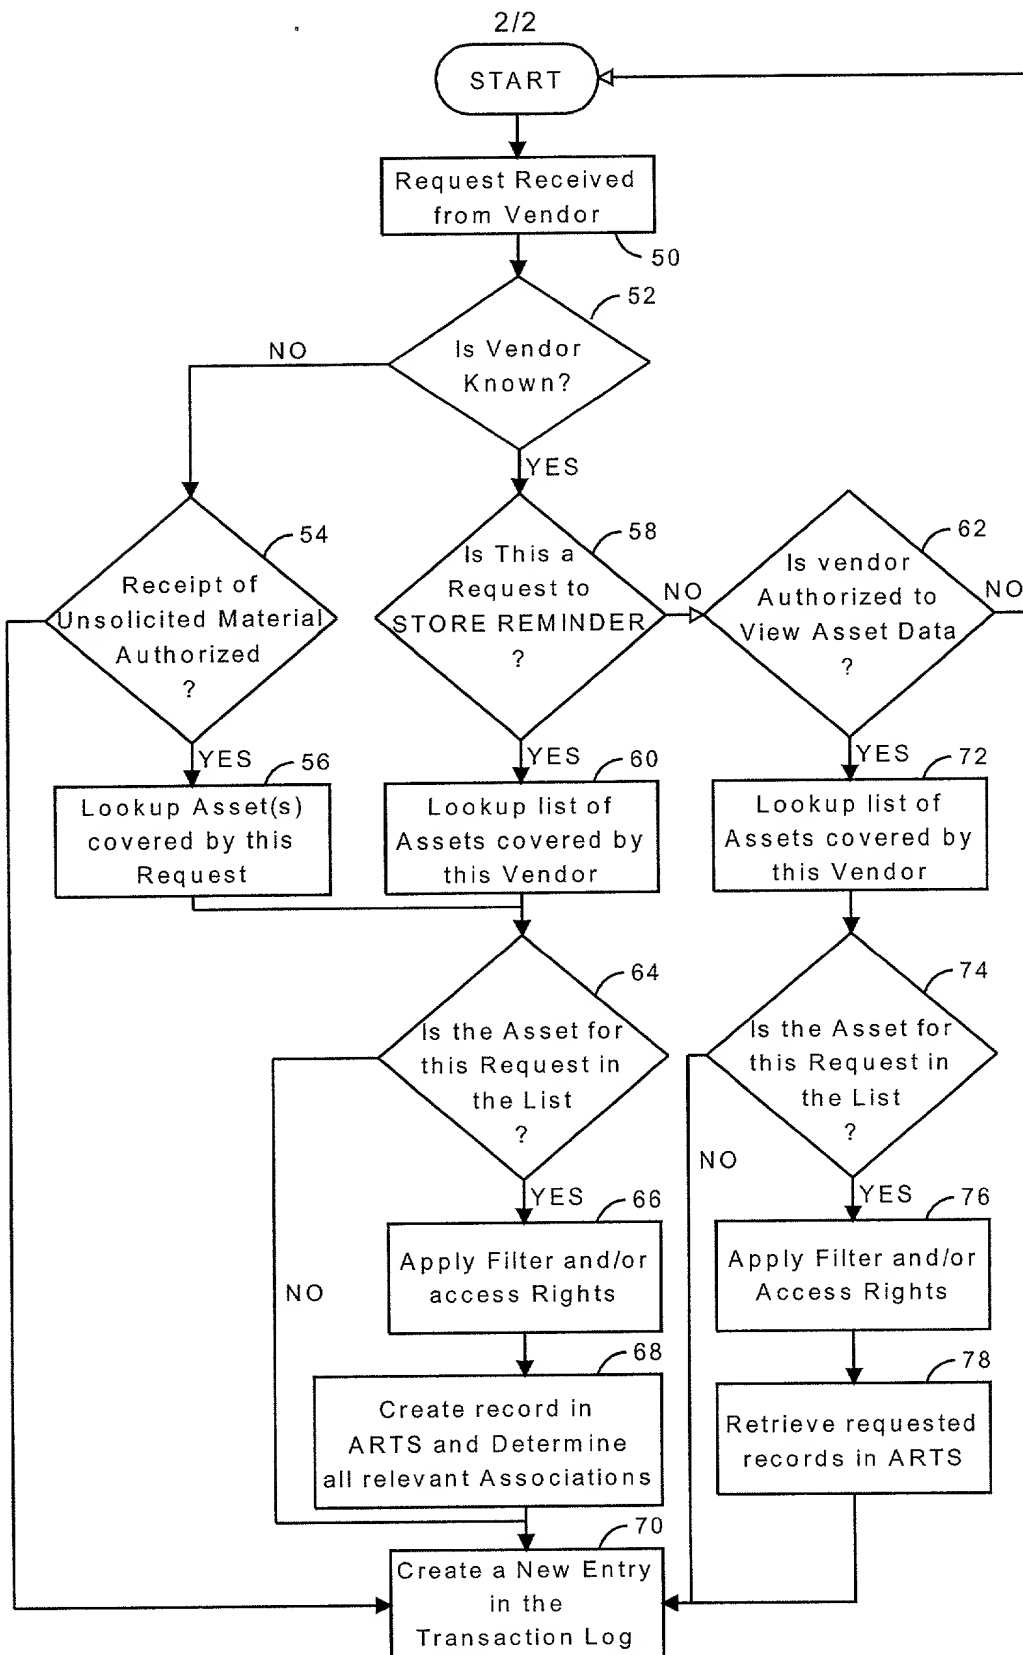 2/2
START
Request Received
from Vendor
50
52
Is Vendor
Known?
NO
YES
54
Receipt of
Unsolicited Material
Authorized
?
58
Is This a
Request to
STORE REMINDER
?
NO
62
Is vendor
Authorized to
View Asset Data
?
NO
YES
56
Lookup Asset(s)
covered by this
Request
YES
60
Lookup list of
Assets covered by
this Vendor
YES
72
Lookup list of
Assets covered by
this Vendor
64
Is the Asset for
this Request in
the List
?
74
Is the Asset for
this Request in
the List
?
NO
YES
66
Apply Filter and/or
access Rights
NO
YES
76
Apply Filter and/or
Access Rights
68
Create record in
ARTS and Determine
all relevant Associations
78
Retrieve requested
records in ARTS
70
Create a New Entry
in the
Transaction Log